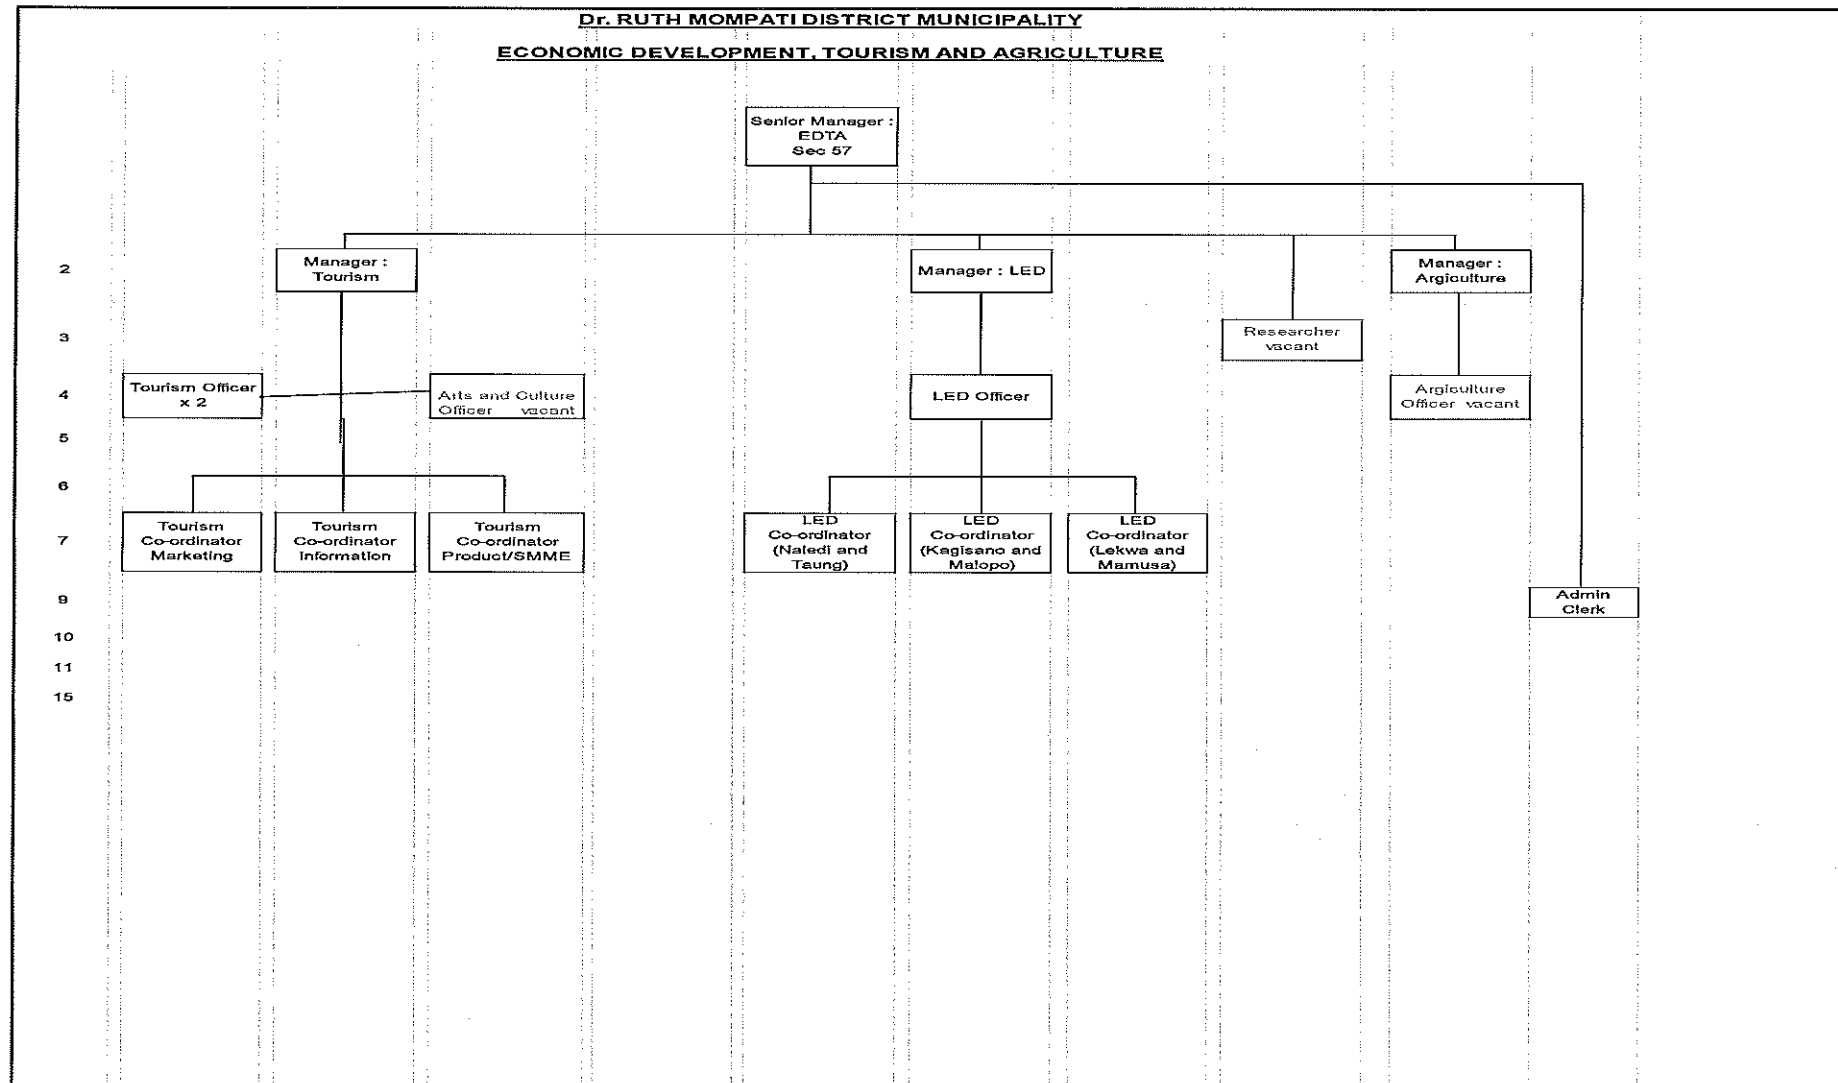 Dr. RUTH MOMPATI DISTRICT MUNICIPALITY
ECONOMIC DEVELOPMENT, TOURISM AND AGRICULTURE
Senior Manager :
EDTA
Sec 57
2
Manager :
Tourism
Manager : LED
Manager :
Argiculture
3
Researcher
vacant
4
Tourism Officer
x 2
Arts and Culture
Officer vacant
LED Officer
Argiculture
Officer vacant
5
6
7
Tourism
Co-ordinator
Marketing
Tourism
Co-ordinator
Information
Tourism
Co-ordinator
Product/SMME
LED
Co-ordinator
(Naledi and
Taung)
LED
Co-ordinator
(Kagisano and
Malopo)
LED
Co-ordinator
(Lekwa and
Mamusa)
9
Admin
Clerk
10
11
15